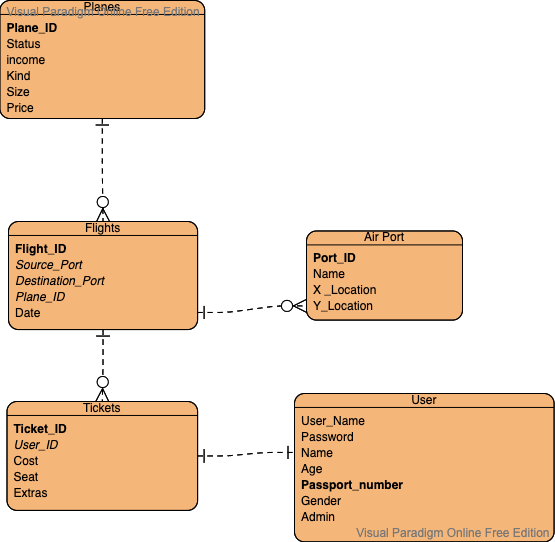 Planes
Visual Paradigm Online Free Edition
Plane_ID
Status
income
Kind
Size
Price
Flights
Flight_ID
Source_Port
Destination_Port
Plane_ID
Date
Air Port
Port_ID
Name
X _Location
Y_Location
Tickets
Ticket_ID
User_ID
Cost
Seat
Extras
User
User_Name
Password
Name
Age
Passport_number
Gender
Admin
Visual Paradigm Online Free Edition